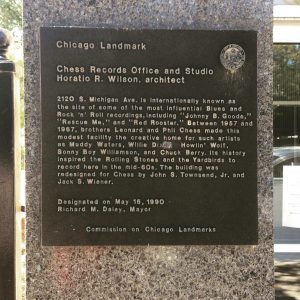 Chicago Landmark
Chess Records Office and Studio
Horatio R. Wilson, architect
2120 S. Michigan Ave. is internationally known as
the site of some of the most influential Blues and
Rock 'n' Roll recordings, including "Johnny B. Goode,"
"Rescue Me," and "Red Rooster." Between 1957 and
1967, brothers Leonard and Phil Chess made this
modest facility the creative home for such artists
as Muddy Waters, Willie Dixon, Howlin' Wolf,
Sonny Boy Williamson, and Chuck Berry. Its history
inspired the Rolling Stones and the Yardbirds to
record here in the mid-60s. The building was
redesigned for Chess by John S. Townsend, Jr. and
Jack S. Wiener.
Designated on May 16, 1990
Richard M. Daley, Mayor
Commission on Chicago Landmarks